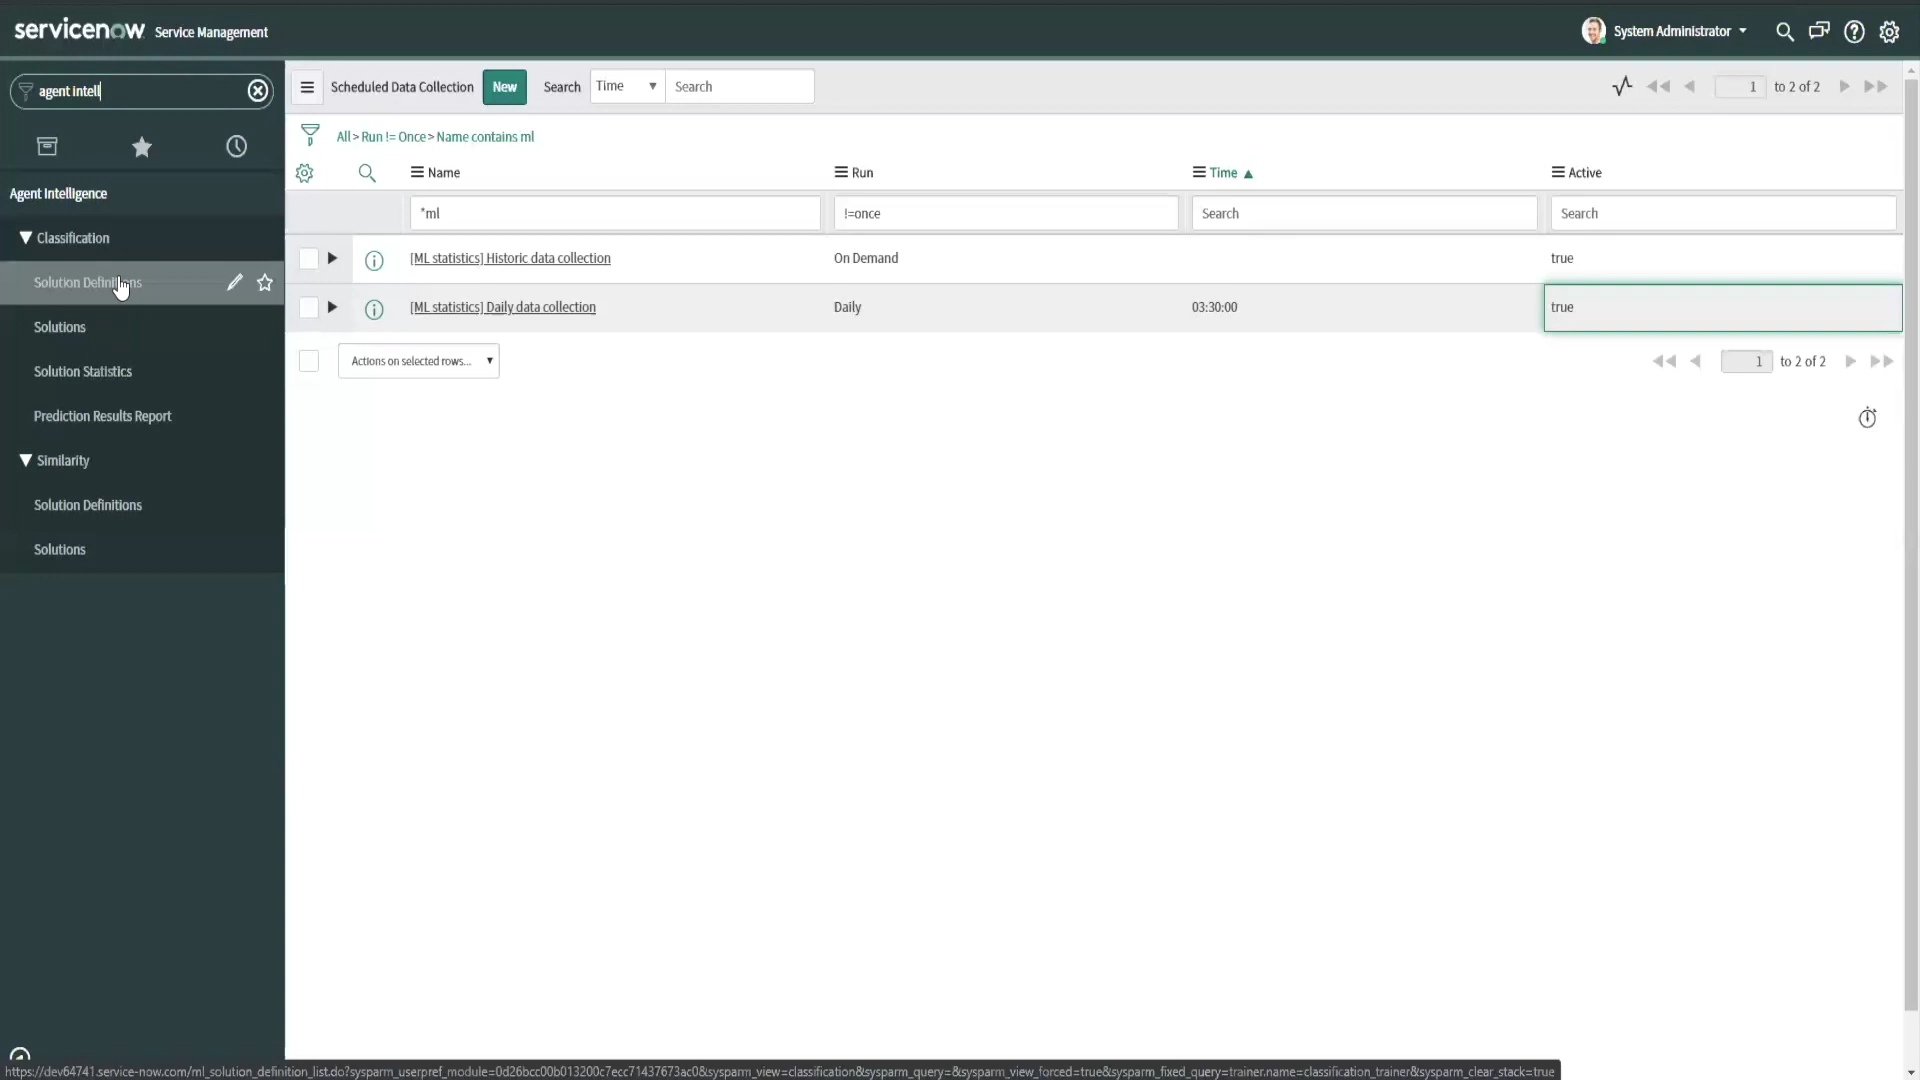 servicenow Service Management
System Administrator
agent intell
Scheduled Data Collection New Search Time Search 1 to 2 of 2
All > Run != Once > Name contains ml
Name Run Time Active
*ml !=once Search Search
[ML statistics] Historic data collection On Demand true
[ML statistics] Daily data collection Daily 03:30:00 true
Actions on selected rows... 1 to 2 of 2
Agent Intelligence
Classification
Solution Definitions
Solutions
Solution Statistics
Prediction Results Report
Similarity
Solution Definitions
Solutions
https://dev64741.service-now.com/ml_solution_definition_list.do?sysparm_userpref_module=0d26bcc00b013200c7ecc71437673ac0&sysparm_view=classification&sysparm_query=&sysparm_view_forced=true&sysparm_fixed_query=trainer.name=classification_trainer&sysparm_clear_stack=true